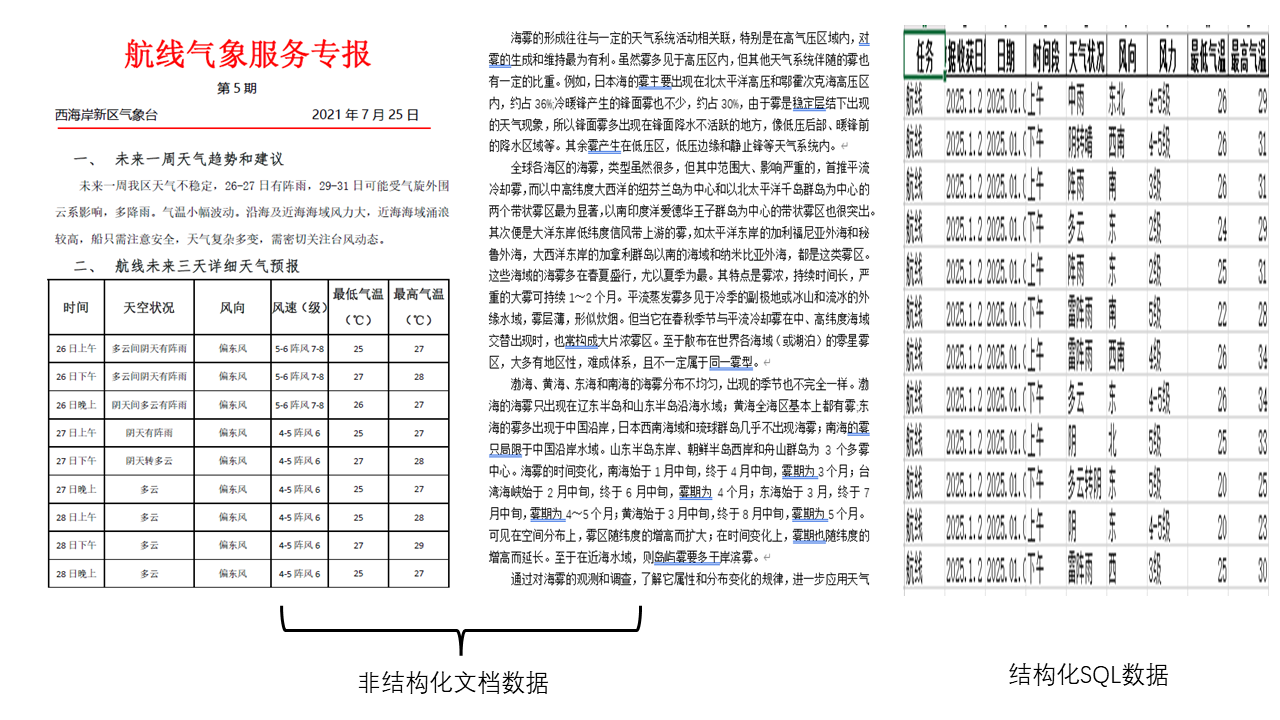 航线气象服务专报
第 5 期
西海岸新区气象台 2021 年 7 月 25 日
一、 未来一周天气趋势和建议
未来一周我区天气不稳定，26-27 日有阵雨，29-31 日可能受气旋外围
云系影响，多降雨。气温小幅波动。沿海及近海海域风力大，近海海域涌浪
较高，船只需注意安全，天气复杂多变，需密切关注台风动态。
二、 航线未来三天详细天气预报
时间 天空状况 风向 风速（级） 最低气温（℃） 最高气温（℃）
26 日上午 多云间阴天有阵雨 偏东风 5-6 阵风 7-8 25 27
26 日下午 多云间阴天有阵雨 偏东风 5-6 阵风 7-8 27 28
26 日晚上 阴天间多云有阵雨 偏东风 5-6 阵风 7-8 26 27
27 日上午 阴天有阵雨 偏东风 4-5 阵风 6 25 27
27 日下午 阴天转多云 偏东风 4-5 阵风 6 27 28
27 日晚上 多云 偏东风 4-5 阵风 6 25 27
28 日上午 多云 偏东风 4-5 阵风 6 25 28
28 日下午 多云 偏东风 4-5 阵风 6 27 29
28 日晚上 多云 偏东风 4-5 阵风 6 25 27
海雾的形成往往与一定的天气系统活动相关联，特别是在高气压区域内，对
雾的生成和维持最为有利。虽然雾多见于高压区内，但其他天气系统伴随的雾也
有一定的比重。例如，日本海的雾主要出现在北太平洋高压和鄂霍次克海高压区
内，约占 36%冷暖锋产生的锋面雾也不少，约占 30%，由于雾是稳定层结下出现
的天气现象，所以锋面雾多出现在锋面降水不活跃的地方，像低压后部、暖锋前
的降水区域等。其余雾产生在低压区，低压边缘和静止锋等天气系统内。
全球各海区的海雾，类型虽然很多，但其中范围大、影响严重的，首推平流
冷却雾，而以中高纬度大西洋的纽芬兰岛为中心和以北太平洋千岛群岛为中心的
两个带状雾区最为显著，以南印度洋爱德华王子群岛为中心的带状雾区也很突出。
其次便是大洋东岸低纬度信风带上游的雾，如太平洋东岸的加利福尼亚外海和秘
鲁外海，大西洋东岸的加拿利群岛以南的海域和纳米比亚外海，都是这类雾区。
这些海域的雾多在春夏盛行，尤以夏季为最。其特点是雾浓，持续时间长，严
重的大雾可持续 1～2 个月。平流蒸发雾多见于冷季的副极地或冰山和流冰的外
缘水域，雾层薄，形似炊烟。但当它在春秋季节与平流冷却雾在中、高纬度海域
交替出现时，也常构成大片浓雾区。至于散布在世界各海域（或湖泊）的零星雾
区，大多有地区性，难成体系，且不一定属于同一雾型。
渤海、黄海、东海和南海的海雾分布不均匀，出现的季节也不完全一样。渤
海的海雾只出现在辽东半岛和山东半岛沿海水域；黄海全海区基本上都有雾;东
海的雾多出现于中国沿岸，日本西南海域和琉球群岛几乎不出现海雾；南海的雾
只局限于中国沿岸水域。山东半岛东岸、朝鲜半岛西岸和舟山群岛为 3 个多雾
中心。海雾的时间变化，南海始于 1 月中旬，终于 4 月中旬，雾期为 3 个月；台
湾海峡始于 2 月中旬，终于 6 月中旬，雾期为 4 个月；东海始于 3 月，终于 7
月中旬，雾期为 4～5 个月；黄海始于 3 月中旬，终于 8 月中旬，雾期为 5 个月。
可见在空间分布上，雾区随纬度的增高而扩大；在时间变化上，雾期也随纬度的
增高而延长。至于在近海水域，则岛屿雾要多于岸滨雾。
通过对海雾的观测和调查，了解它属性和分布变化的规律，进一步应用天气
任务 据收获日 日期 时间段 天气状况 风向 风力 最低气温 最高气温
航线 2025.1.2 2025.01.( 上午 中雨 东北 4-5级 26 29
航线 2025.1.2 2025.01.( 下午 阴转晴 西南 4-5级 26 31
航线 2025.1.2 2025.01.( 上午 阵雨 南 3级 26 31
航线 2025.1.2 2025.01.( 下午 多云 东 2级 24 29
航线 2025.1.2 2025.01.( 上午 阵雨 东 2级 25 31
航线 2025.1.2 2025.01.( 下午 雷阵雨 南 5级 22 28
航线 2025.1.2 2025.01.( 上午 雷阵雨 西南 4级 26 34
航线 2025.1.2 2025.01.( 下午 多云 东 4-5级 26 34
航线 2025.1.2 2025.01.( 上午 阴 北 5级 25 33
航线 2025.1.2 2025.01.( 下午 多云转阴 东 5级 20 25
航线 2025.1.2 2025.01.( 上午 阴 东 4-5级 20 23
航线 2025.1.2 2025.01.( 下午 雷阵雨 西 3级 25 30
非结构化文档数据
结构化SQL数据